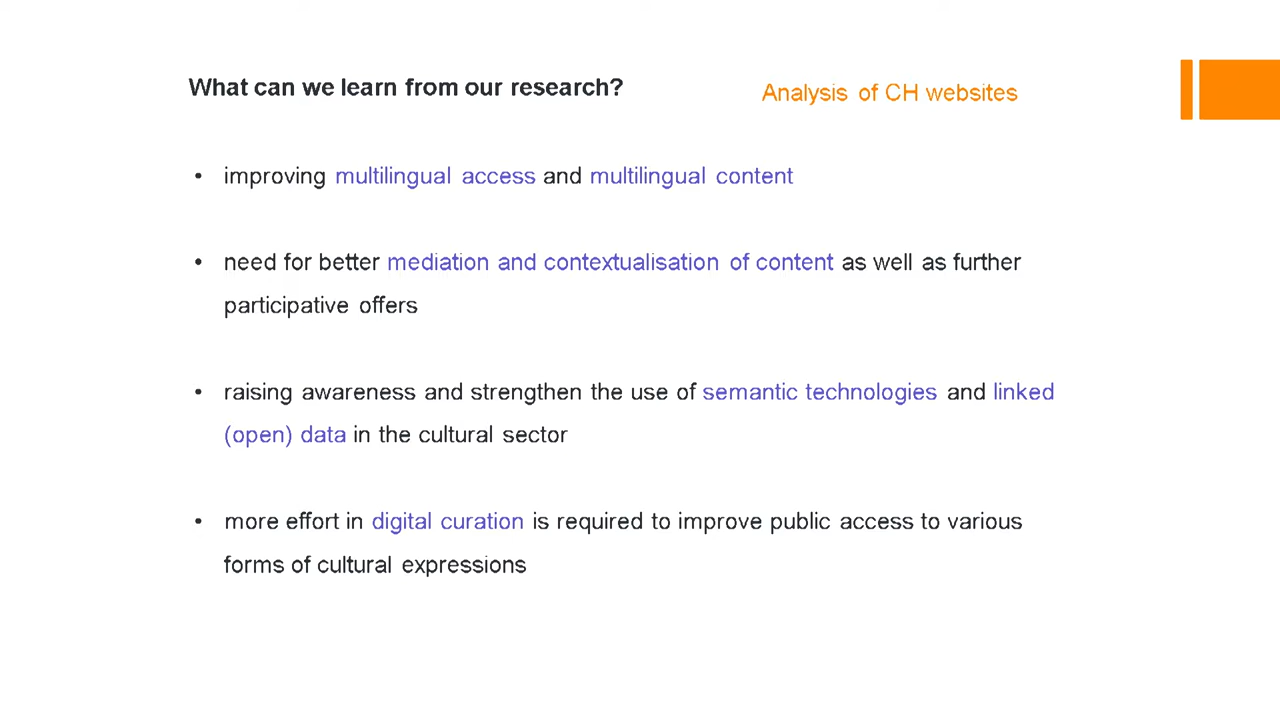 What can we learn from our research?
Analysis of CH websites
• improving multilingual access and multilingual content
• need for better mediation and contextualisation of content as well as further
participative offers
• raising awareness and strengthen the use of semantic technologies and linked
(open) data in the cultural sector
• more effort in digital curation is required to improve public access to various
forms of cultural expressions